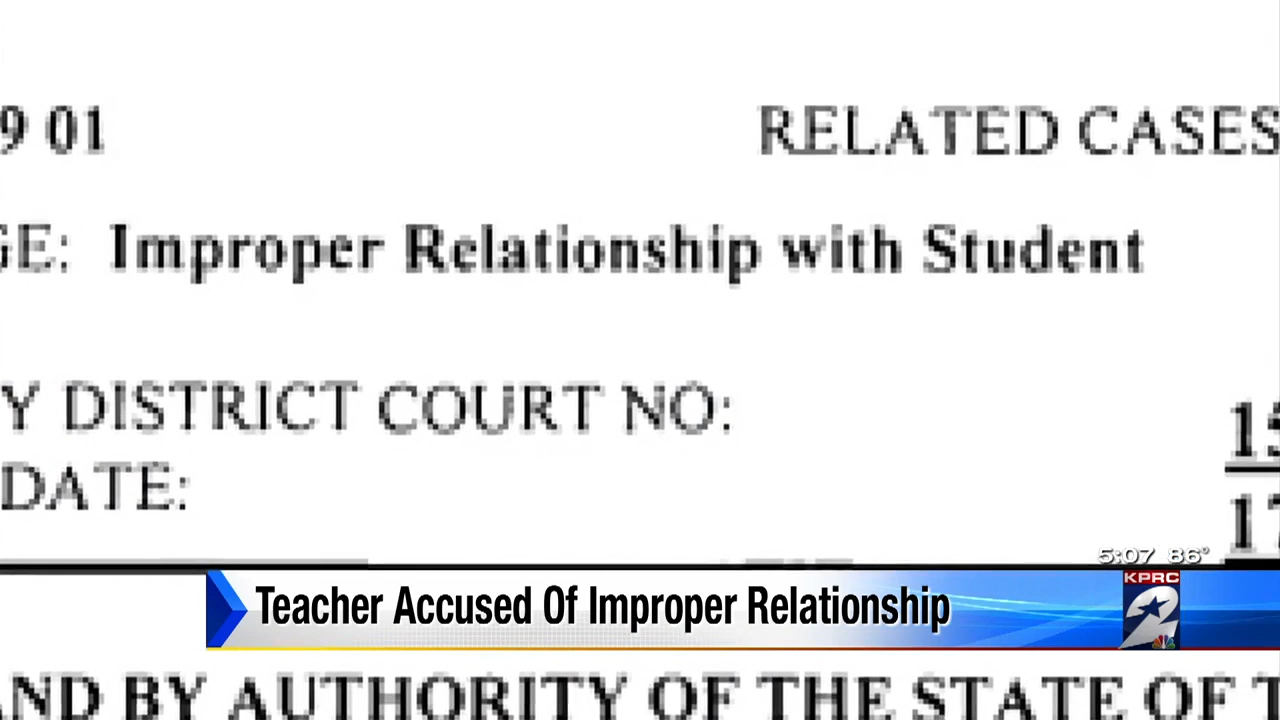 9 01 RELATED CASES
GE: Improper Relationship with Student
Y DISTRICT COURT NO: 15
DATE: 17
5:07 86°
KPRC
2
Teacher Accused Of Improper Relationship
AND BY AUTHORITY OF THE STATE OF T